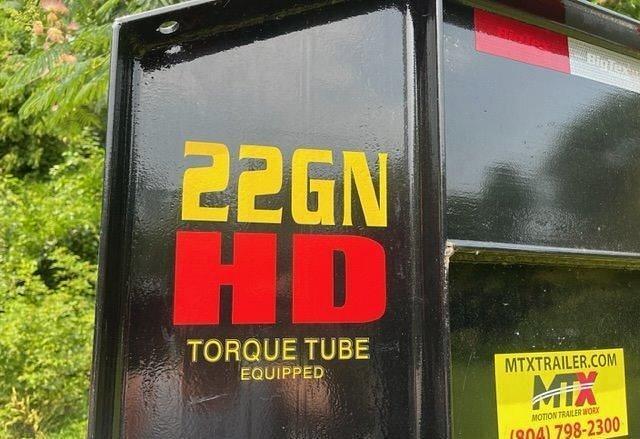 22GN
HD
TORQUE TUBE
EQUIPPED
MTXTRAILER.COM
MTX
MOTION TRAILER WORX
(804) 798-2300